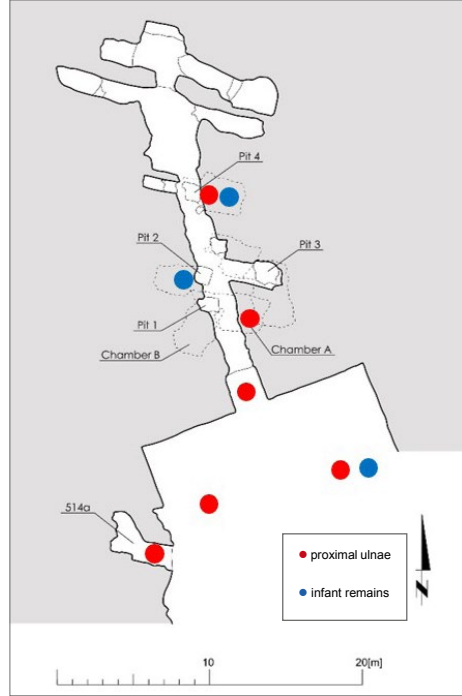 Pit 4
Pit 2
Pit 3
Pit 1
Chamber A
Chamber B
514a
proximal ulnae
infant remains
N
10
20[m]